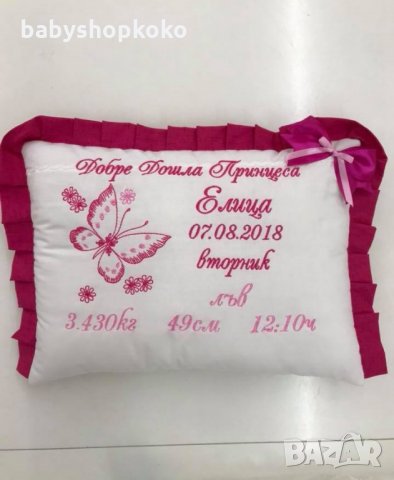 babyshopkoko
Добре Дошла Принцеса
Елица
07.08.2018
вторник
лъв
3.430кг 49см 12:10ч
BAZAR